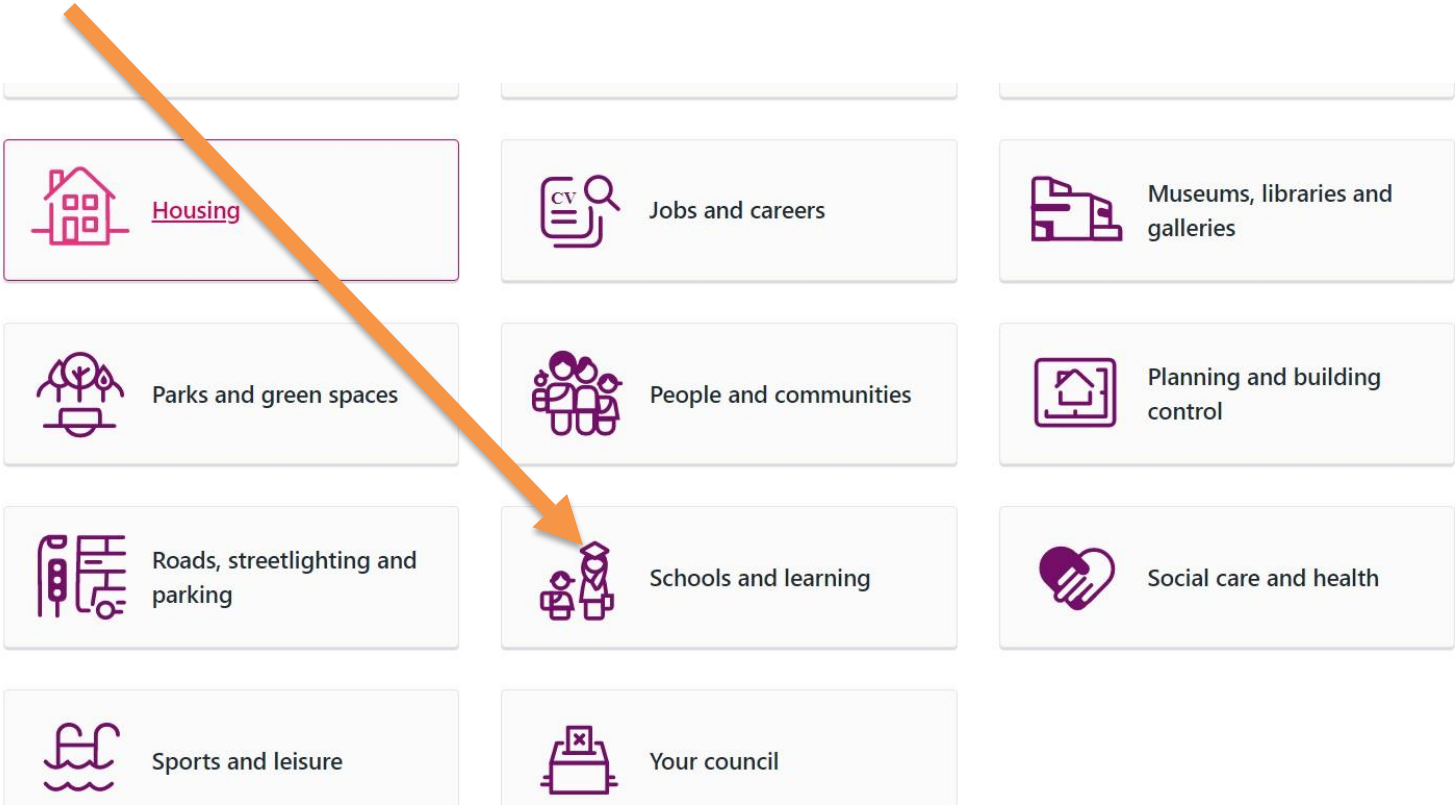 Housing
CV
Jobs and careers
Museums, libraries and
galleries
Parks and green spaces
People and communities
Planning and building
control
Roads, streetlighting and
parking
Schools and learning
Social care and health
Sports and leisure
Your council